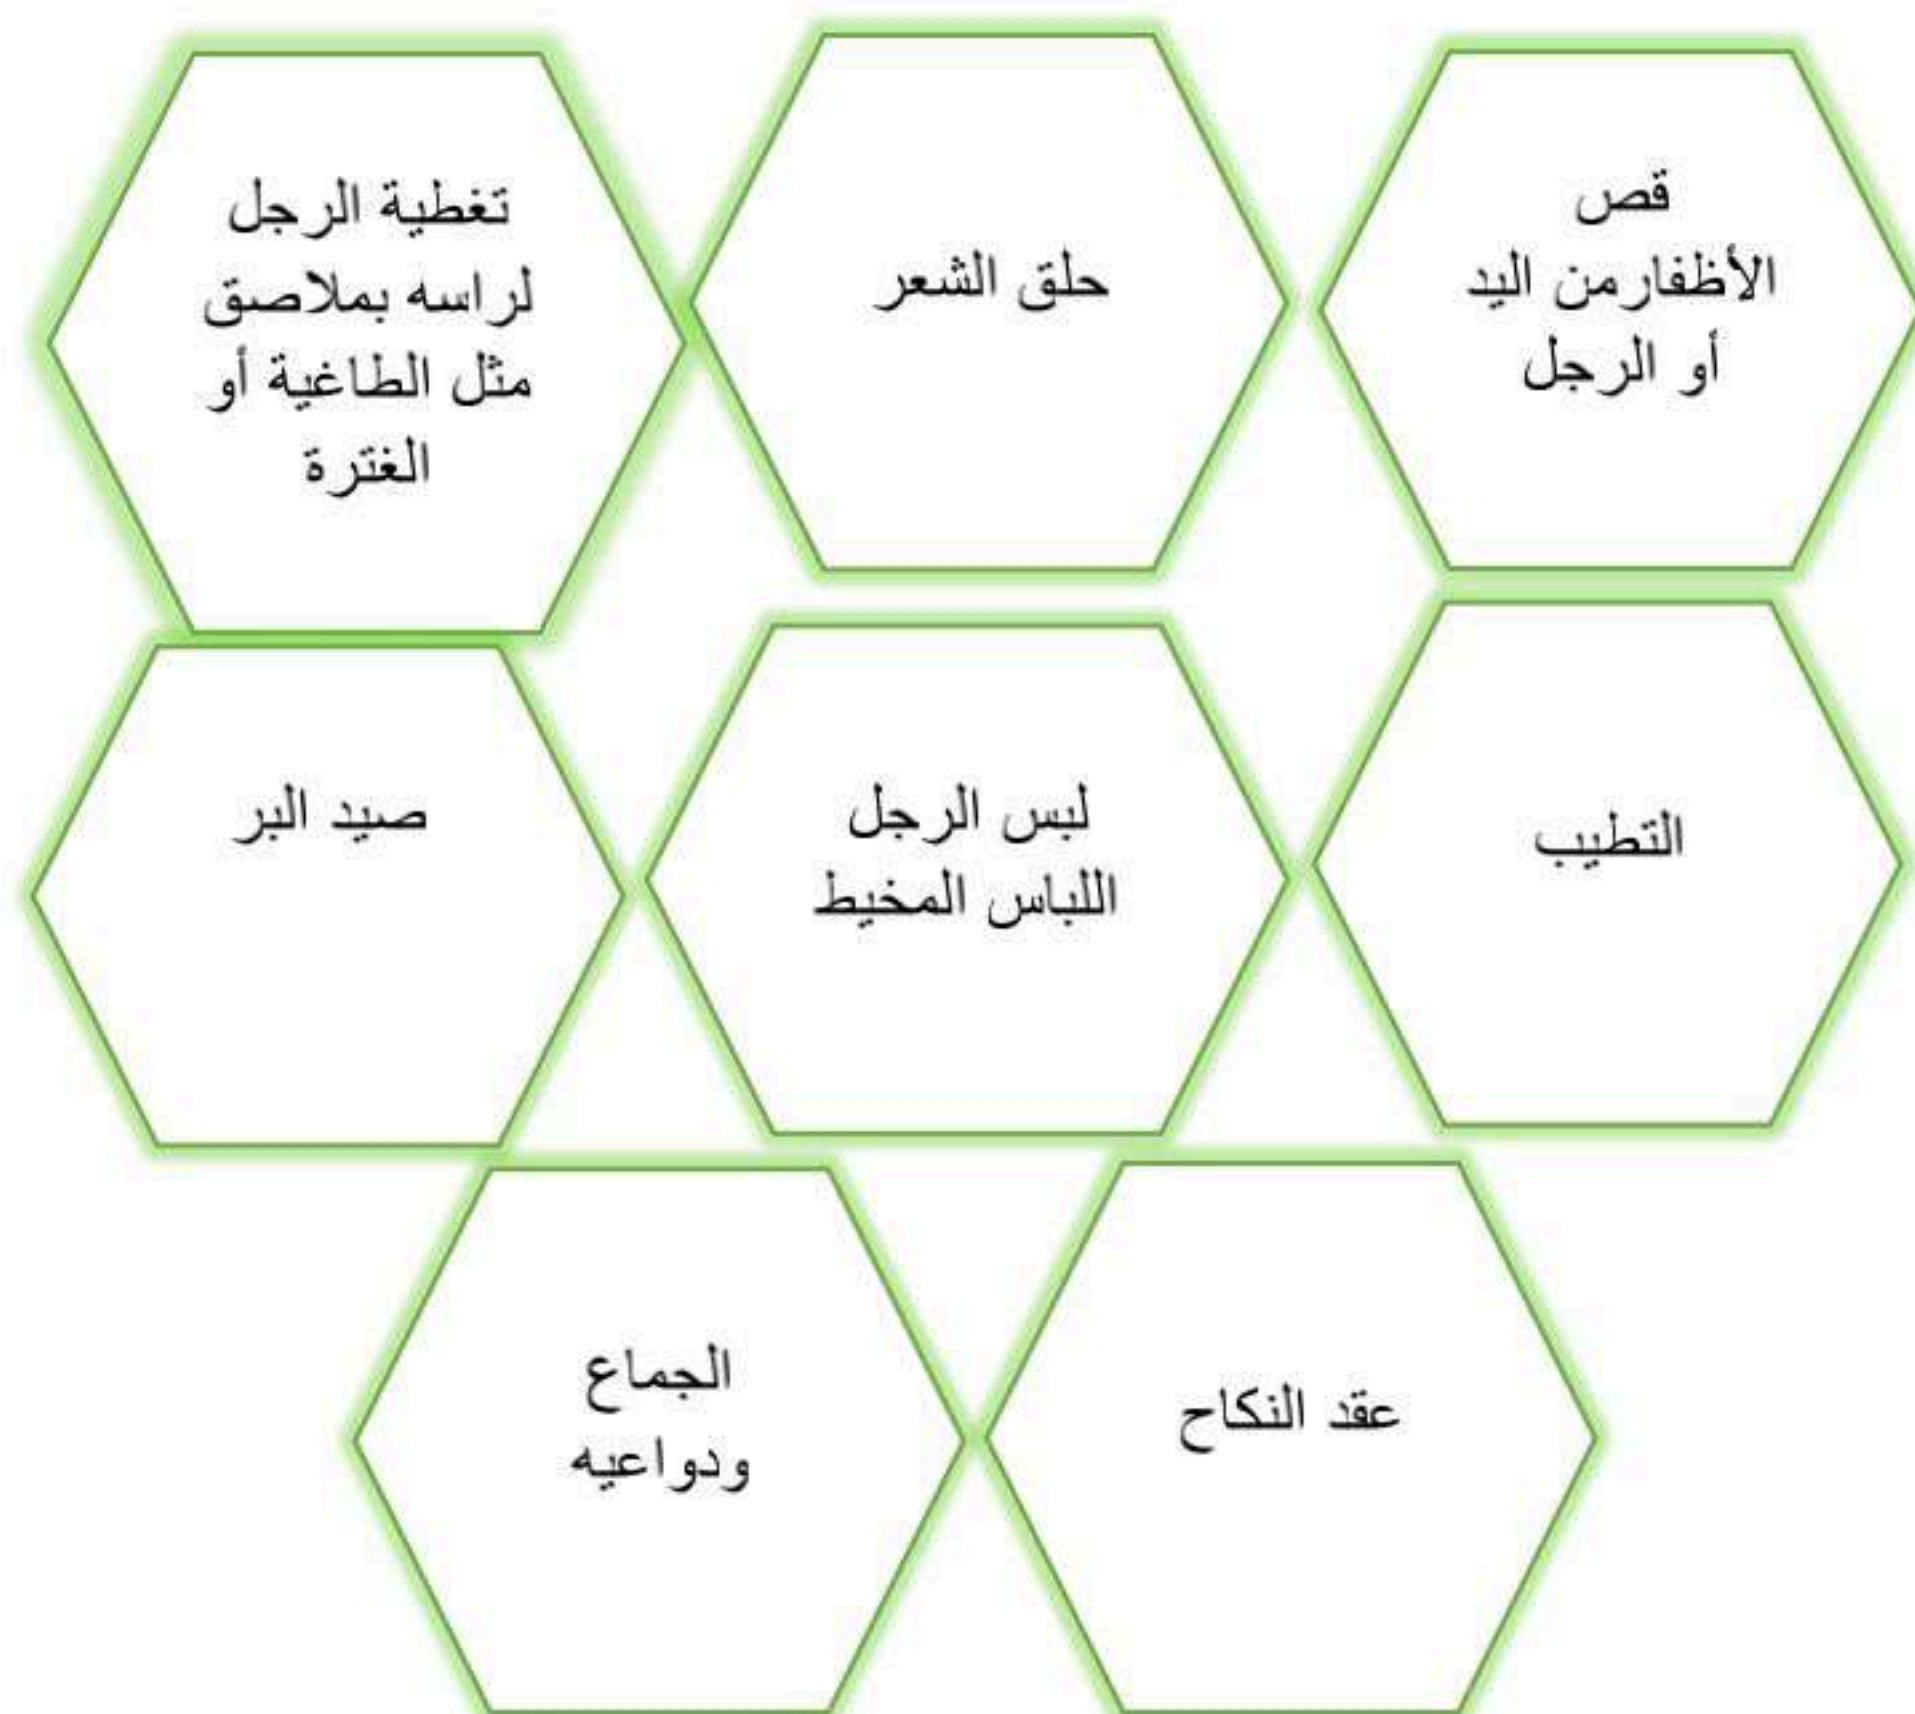 قص
الأظفارمن اليد
أو الرجل
حلق الشعر
تغطية الرجل
لراسه بملاصق
مثل الطاغية أو
الغترة
التطيب
لبس الرجل
اللباس المخيط
صيد البر
عقد النكاح
الجماع
ودواعيه